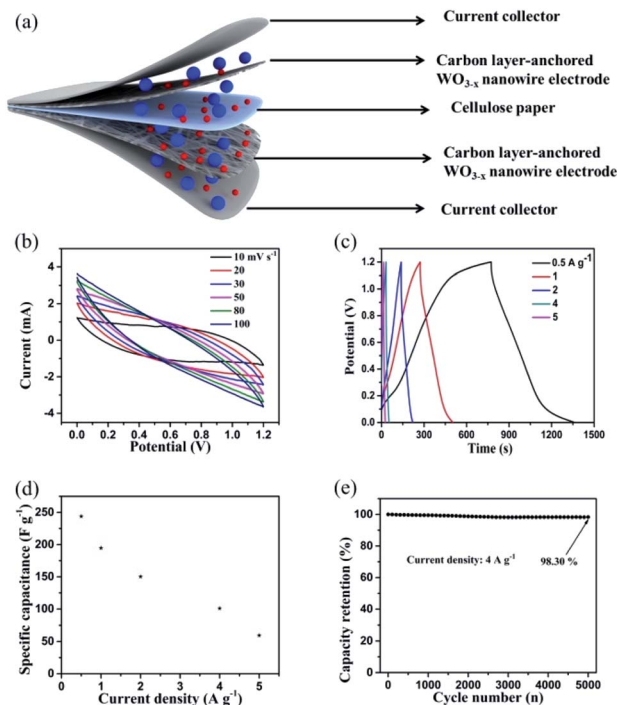 (a)
Current collector
Carbon layer-anchored
WO3-x nanowire electrode
Cellulose paper
Carbon layer-anchored
WO3-x nanowire electrode
Current collector
(b)
4
2
0
-2
-4
Current (mA)
10 mV s-1
20
30
50
80
100
0.0 0.2 0.4 0.6 0.8 1.0 1.2
Potential (V)
(c)
1.2
1.0
0.8
0.6
0.4
0.2
0.0
Potential (V)
0.5 A g-1
1
2
4
5
0 300 600 900 1200 1500
Time (s)
(d)
250
200
150
100
50
0
Specific capacitance (F g-1)
0 1 2 3 4 5
Current density (A g-1)
(e)
120
100
80
60
40
20
0
Capacity retention (%)
Current density: 4 A g-1
98.30 %
0 1000 2000 3000 4000 5000
Cycle number (n)